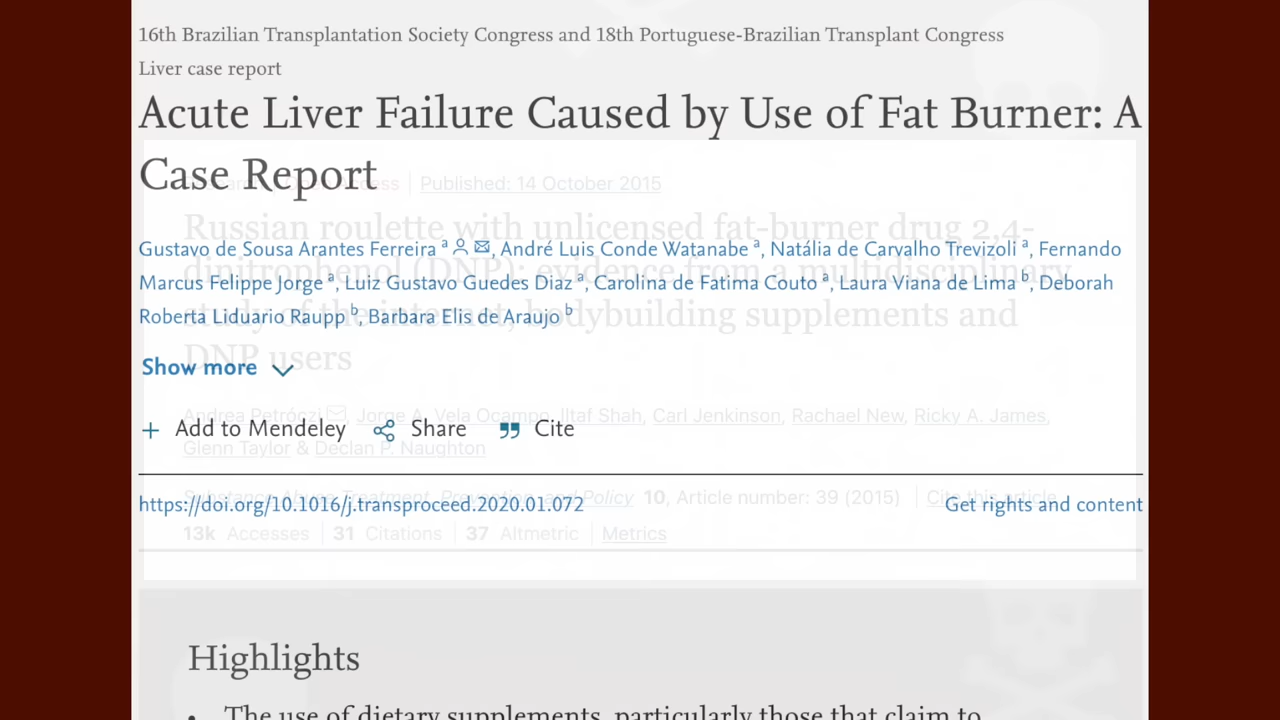 16th Brazilian Transplantation Society Congress and 18th Portuguese-Brazilian Transplant Congress
Liver case report
Acute Liver Failure Caused by Use of Fat Burner: A
Case Report
Gustavo de Sousa Arantes Ferreira ª, André Luis Conde Watanabe ª, Natália de Carvalho Trevizoli ª, Fernando
Marcus Felippe Jorge ª, Luiz Gustavo Guedes Diaz ª, Carolina de Fatima Couto ª, Laura Viana de Lima ᵇ, Deborah
Roberta Liduario Raupp ᵇ, Barbara Elis de Araujo ᵇ
Show more
+ Add to Mendeley Share Cite
https://doi.org/10.1016/j.transproceed.2020.01.072 Get rights and content
Highlights
• The use of dietary supplements, particularly those that claim to
Published: 14 October 2015
Russian roulette with unlicensed fat-burner drug 2,4-
dinitrophenol (DNP): evidence from a multidisciplinary
study of the internet, bodybuilding supplements and
DNP users
Andrea Petróczi, Jorge A. Vela Ocampo, Iltaf Shah, Carl Jenkinson, Rachael New, Ricky A. James,
Glenn Taylor & Declan P. Naughton
Substance Abuse Treatment, Prevention, and Policy 10, Article number: 39 (2015) Cite this article
13k Accesses 31 Citations 37 Altmetric Metrics